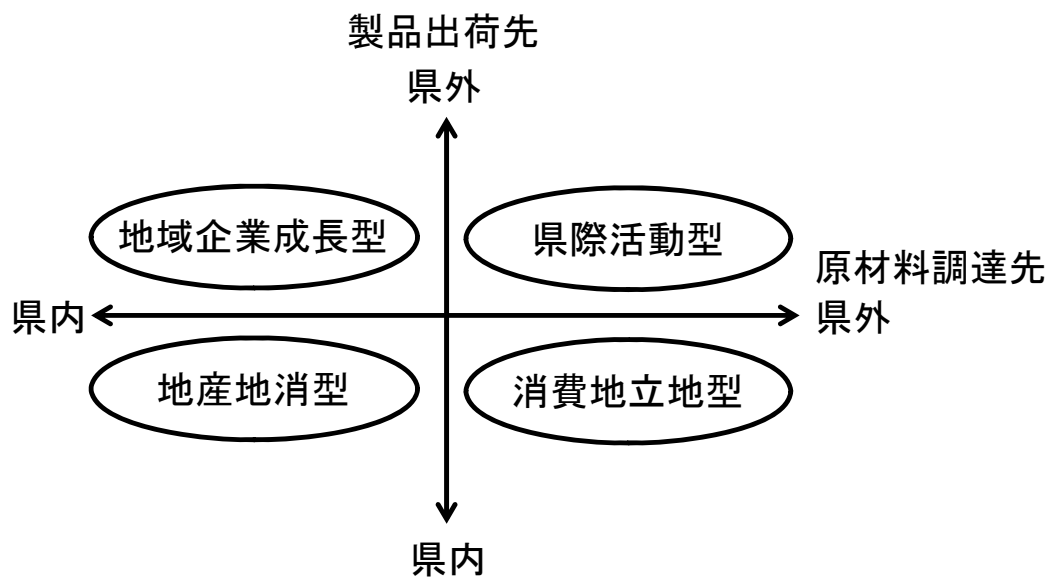 製品出荷先
県外
地域企業成長型
県際活動型
原材料調達先
県内
県外
地産地消型
消費地立地型
県内